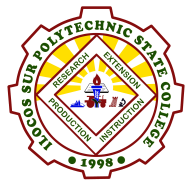 ILOCOS SUR POLYTECHNIC STATE COLLEGE
RESEARCH
EXTENSION
PRODUCTION
INSTRUCTION
• 1998 •